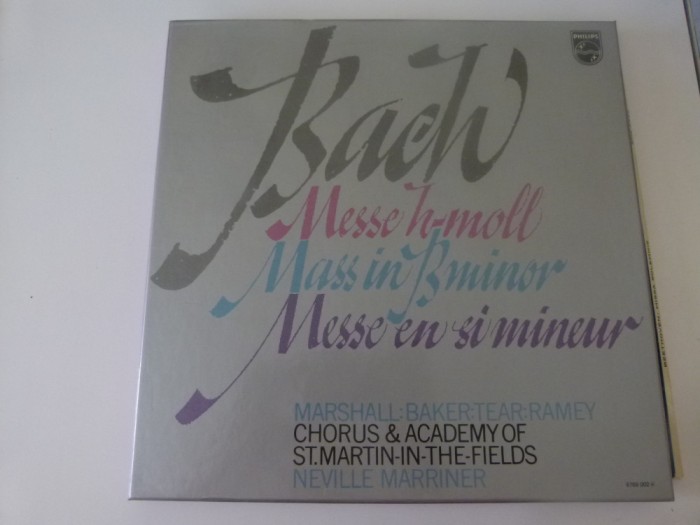 PHILIPS
Bach
Messe h-moll
Mass in B minor
Messe en si mineur
MARSHALL:BAKER:TEAR:RAMEY
CHORUS & ACADEMY OF
ST.MARTIN-IN-THE-FIELDS
NEVILLE MARRINER